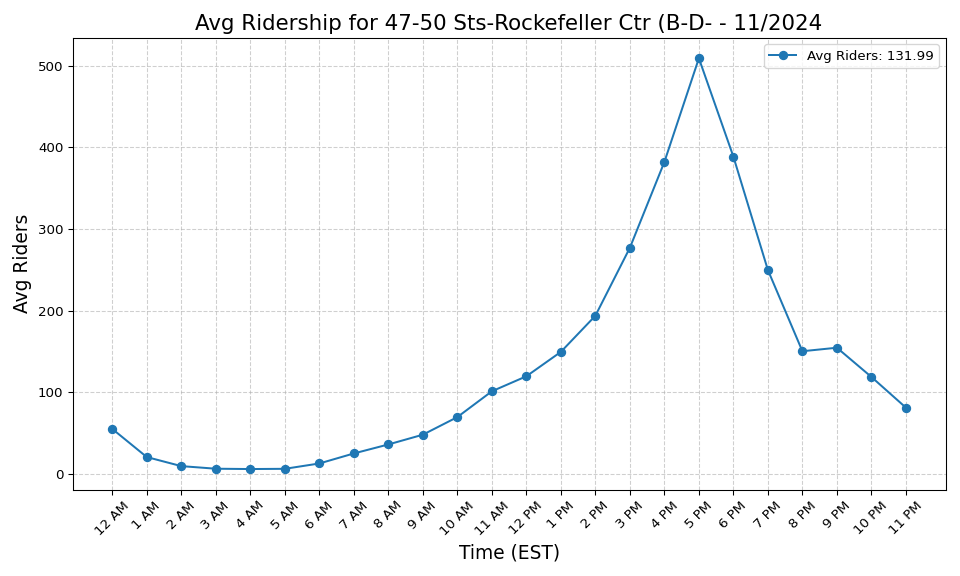 Avg Ridership for 47-50 Sts-Rockefeller Ctr (B-D- - 11/2024
Avg Riders: 131.99
Avg Riders
500
400
300
200
100
0
12 AM
1 AM
2 AM
3 AM
4 AM
5 AM
6 AM
7 AM
8 AM
9 AM
10 AM
11 AM
12 PM
1 PM
2 PM
3 PM
4 PM
5 PM
6 PM
7 PM
8 PM
9 PM
10 PM
11 PM
Time (EST)